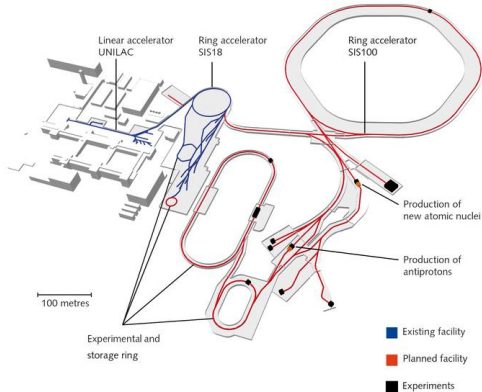 Linear accelerator
UNILAC
Ring accelerator
SIS18
Ring accelerator
SIS100
Production of
new atomic nuclei
Production of
antiprotons
100 metres
Experimental and
storage ring
Existing facility
Planned facility
Experiments